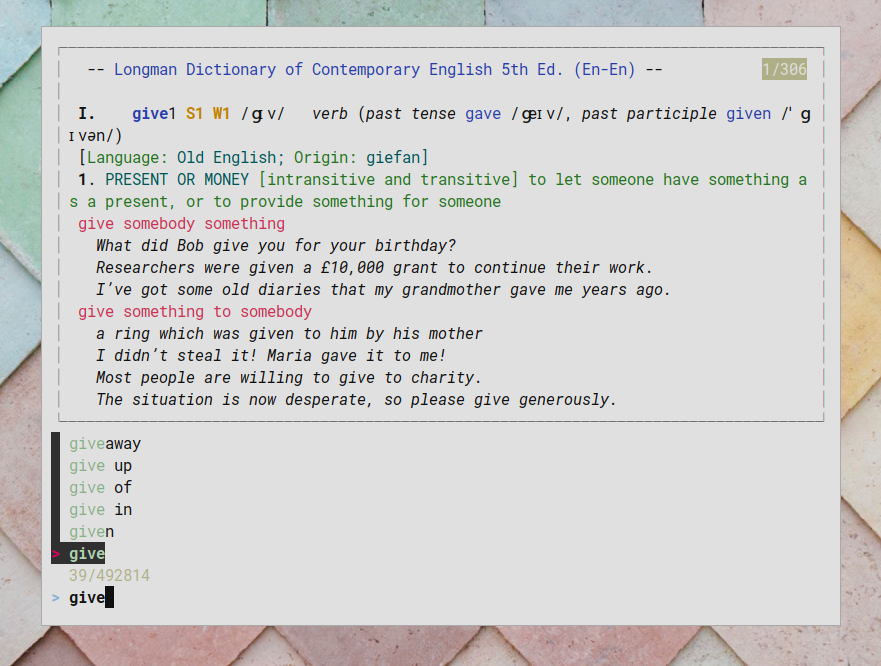 -- Longman Dictionary of Contemporary English 5th Ed. (En-En) --
1/306
I. give1 S1 W1 /ɡɪv/ verb (past tense gave /ɡeɪv/, past participle given /ˈɡ
ɪvən/)
[Language: Old English; Origin: giefan]
1. PRESENT OR MONEY [intransitive and transitive] to let someone have something a
s a present, or to provide something for someone
give somebody something
What did Bob give you for your birthday?
Researchers were given a £10,000 grant to continue their work.
I’ve got some old diaries that my grandmother gave me years ago.
give something to somebody
a ring which was given to him by his mother
I didn’t steal it! Maria gave it to me!
Most people are willing to give to charity.
The situation is now desperate, so please give generously.
giveaway
give up
give of
give in
given
> give
39/492814
> give